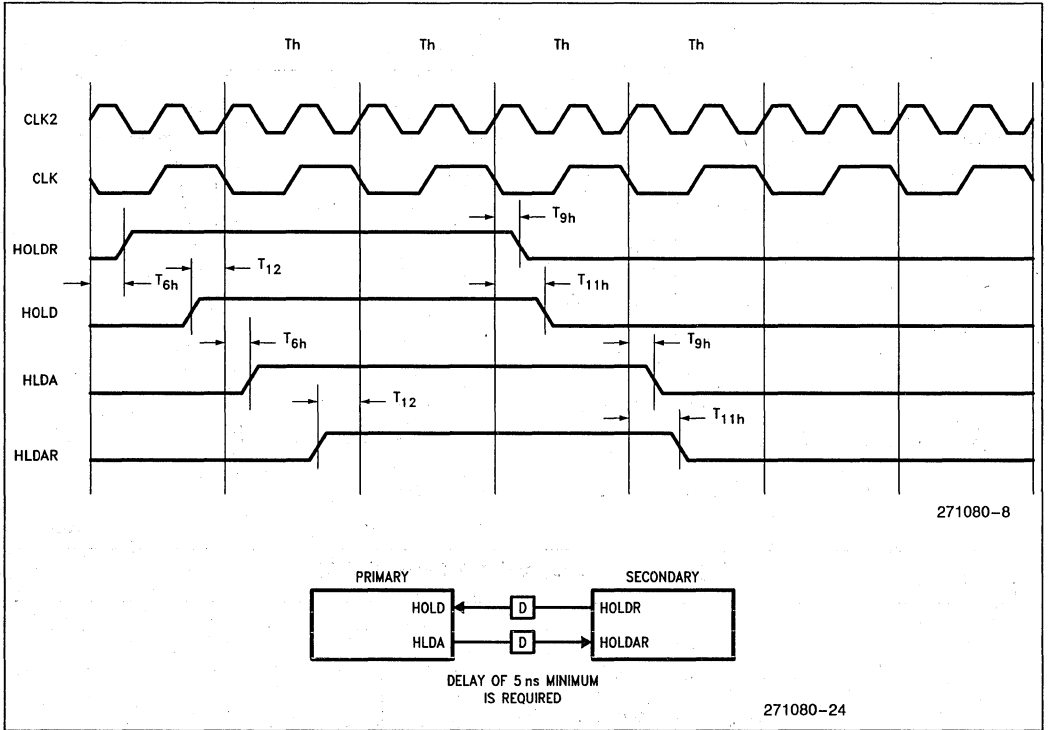 Th Th Th Th
CLK2
CLK
T9h
HOLDR
T6h T12 T11h
HOLD
T6h T9h
HLDA
T12 T11h
HLDAR
271080-8
PRIMARY SECONDARY
HOLD D HOLDR
HLDA D HOLDAR
DELAY OF 5 ns MINIMUM
IS REQUIRED
271080-24